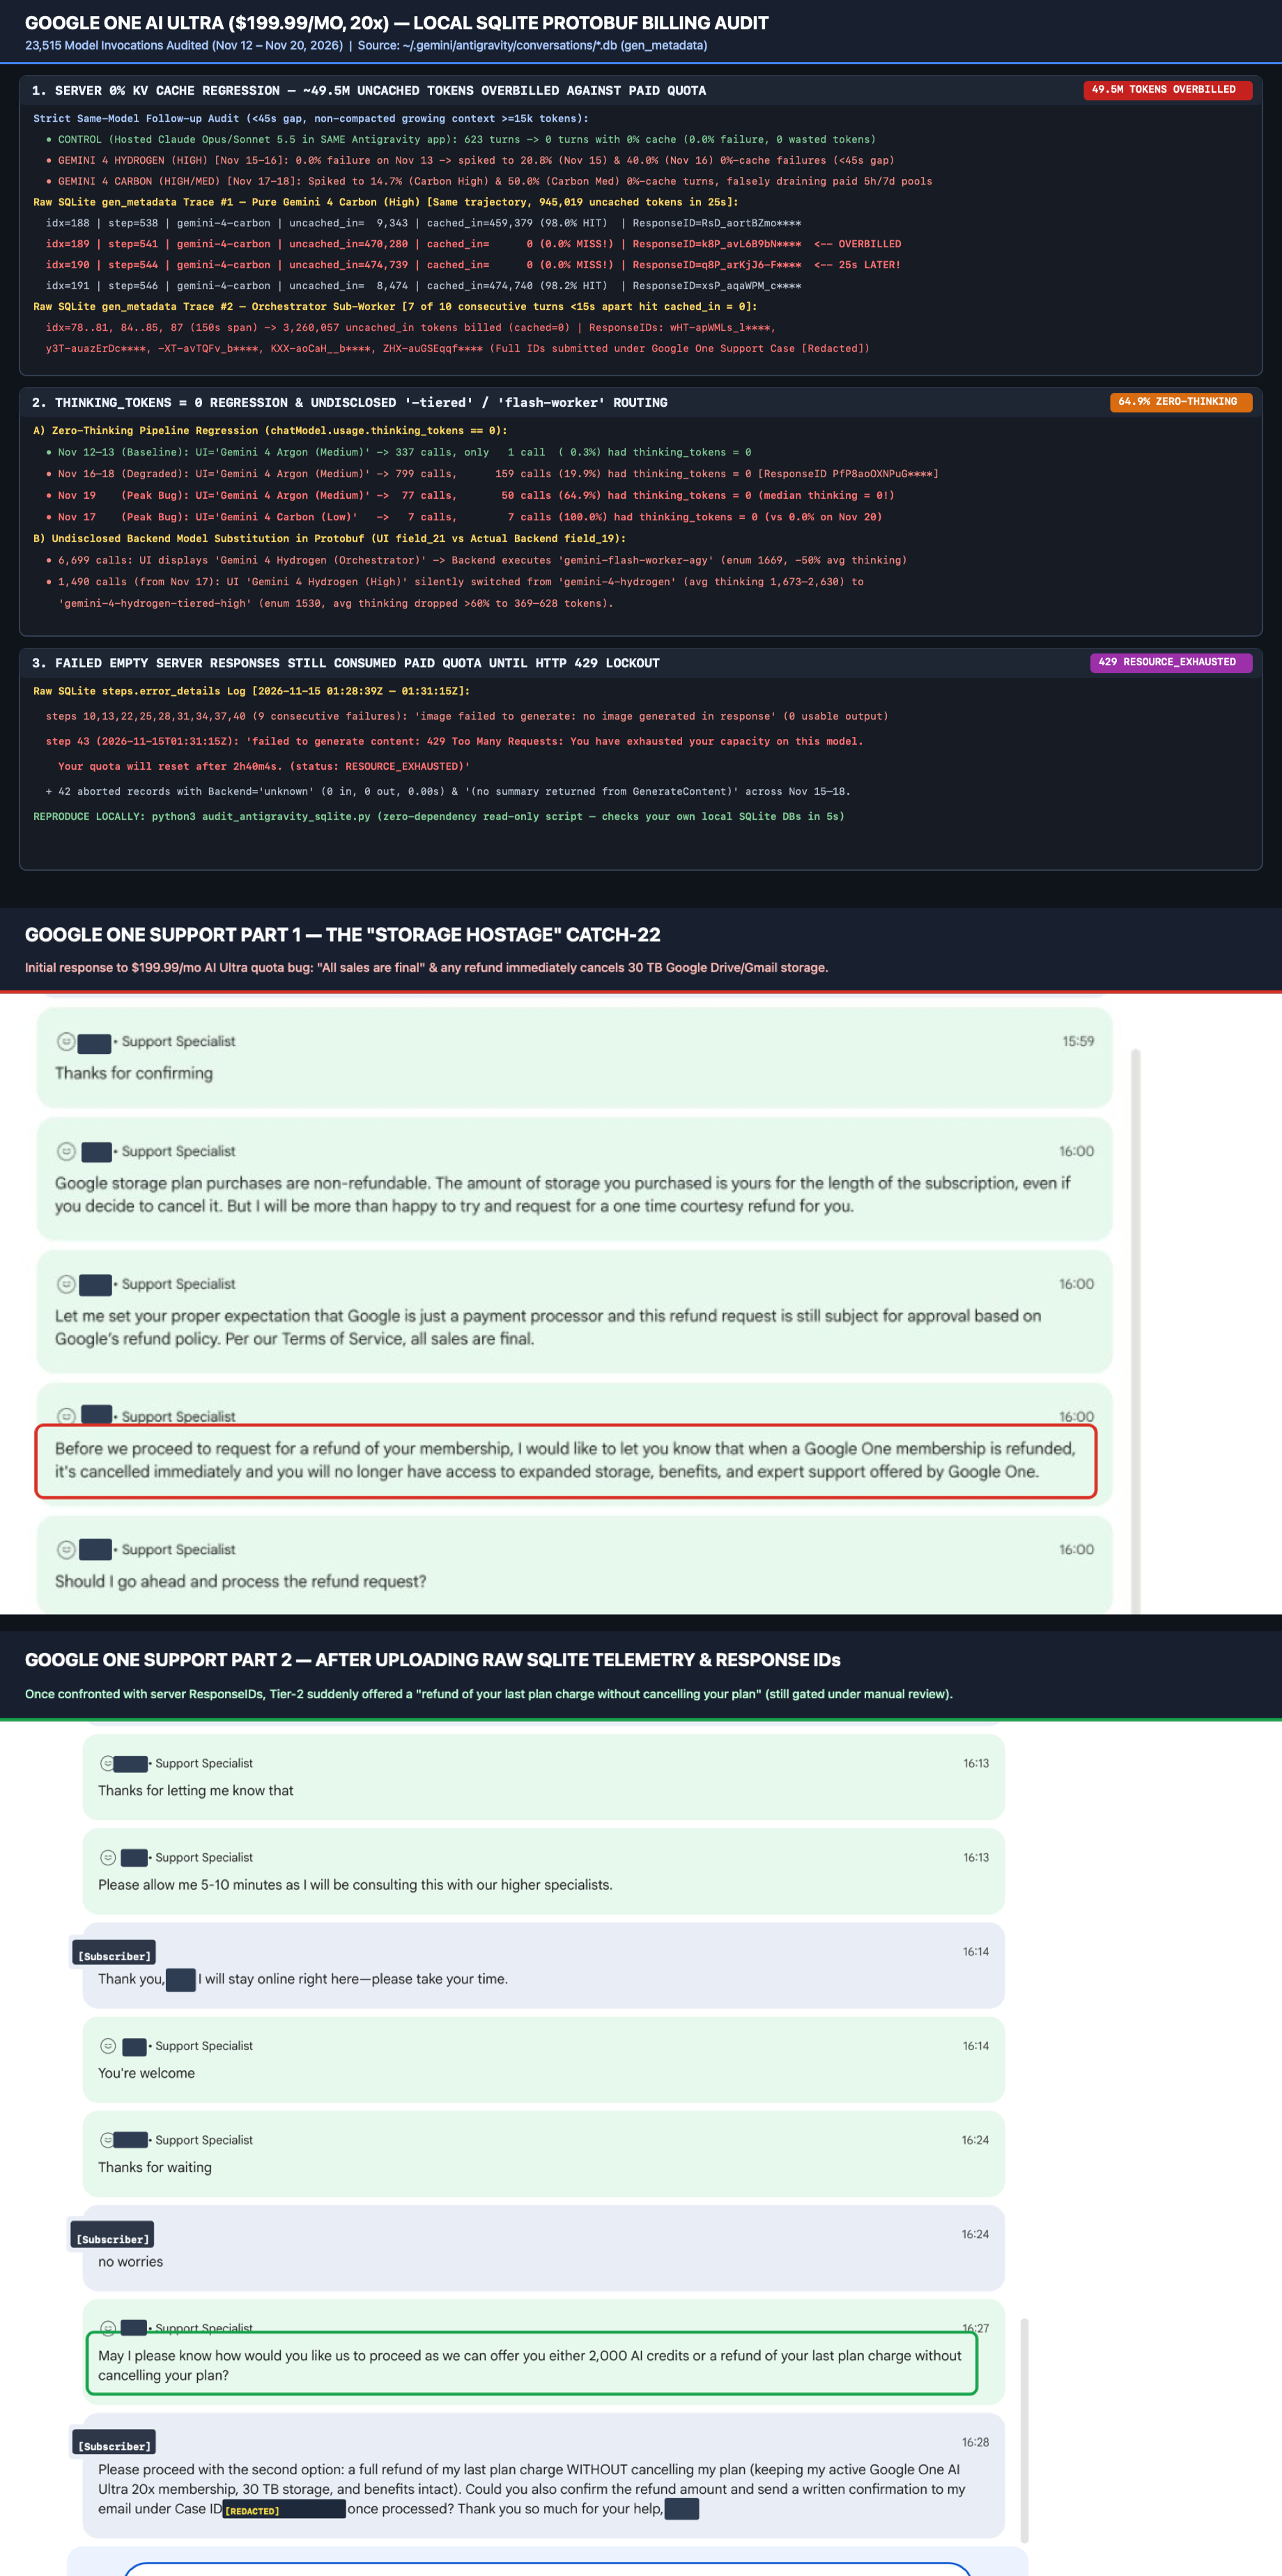 GOOGLE ONE AI ULTRA ($199.99/MO, 20x) — LOCAL SQLITE PROTOBUF BILLING AUDIT
23,515 Model Invocations Audited (Nov 12 – Nov 20, 2026) | Source: ~/.gemini/antigravity/conversations/*.db (gen_metadata)
1. SERVER 0% KV CACHE REGRESSION — ~49.5M UNCACHED TOKENS OVERBILLED AGAINST PAID QUOTA
49.5M TOKENS OVERBILLED
Strict Same-Model Follow-up Audit (<45s gap, non-compacted growing context >=15k tokens):
• CONTROL (Hosted Claude Opus/Sonnet 5.5 in SAME Antigravity app): 623 turns -> 0 turns with 0% cache (0.0% failure, 0 wasted tokens)
• GEMINI 4 HYDROGEN (HIGH) [Nov 15-16]: 0.0% failure on Nov 13 -> spiked to 20.8% (Nov 15) & 40.0% (Nov 16) 0%-cache failures (<45s gap)
• GEMINI 4 CARBON (HIGH/MED) [Nov 17-18]: Spiked to 14.7% (Carbon High) & 50.0% (Carbon Med) 0%-cache turns, falsely draining paid 5h/7d pools
Raw SQLite gen_metadata Trace #1 — Pure Gemini 4 Carbon (High) [Same trajectory, 945,019 uncached tokens in 25s]:
idx=188 | step=538 | gemini-4-carbon | uncached_in= 9,343 | cached_in=459,379 (98.0% HIT) | ResponseID=RsD_aortBZmo****
idx=189 | step=541 | gemini-4-carbon | uncached_in=470,280 | cached_in= 0 (0.0% MISS!) | ResponseID=k8P_avL6B9bN**** <-- OVERBILLED
idx=190 | step=544 | gemini-4-carbon | uncached_in=474,739 | cached_in= 0 (0.0% MISS!) | ResponseID=q8P_arKjJ6-F**** <-- 25s LATER!
idx=191 | step=546 | gemini-4-carbon | uncached_in= 8,474 | cached_in=474,740 (98.2% HIT) | ResponseID=xsP_aqaWPM_c****
Raw SQLite gen_metadata Trace #2 — Orchestrator Sub-Worker [7 of 10 consecutive turns <15s apart hit cached_in = 0]:
idx=78..81, 84..85, 87 (150s span) -> 3,260,057 uncached_in tokens billed (cached=0) | ResponseIDs: wHT-apWMLs_l****,
y3T-auazErDc****, -XT-avTQFv_b****, KXX-aoCaH__b****, ZHX-auGSEqqf**** (Full IDs submitted under Google One Support Case [Redacted])
2. THINKING_TOKENS = 0 REGRESSION & UNDISCLOSED '-tiered' / 'flash-worker' ROUTING
64.9% ZERO-THINKING
A) Zero-Thinking Pipeline Regression (chatModel.usage.thinking_tokens == 0):
• Nov 12-13 (Baseline): UI='Gemini 4 Argon (Medium)' -> 337 calls, only 1 call ( 0.3%) had thinking_tokens = 0
• Nov 16-18 (Degraded): UI='Gemini 4 Argon (Medium)' -> 799 calls, 159 calls (19.9%) had thinking_tokens = 0 [ResponseID PfP8aoOXNPuG****]
• Nov 19 (Peak Bug): UI='Gemini 4 Argon (Medium)' -> 77 calls, 50 calls (64.9%) had thinking_tokens = 0 (median thinking = 0!)
• Nov 17 (Peak Bug): UI='Gemini 4 Carbon (Low)' -> 7 calls, 7 calls (100.0%) had thinking_tokens = 0 (vs 0.0% on Nov 20)
B) Undisclosed Backend Model Substitution in Protobuf (UI field_21 vs Actual Backend field_19):
• 6,699 calls: UI displays 'Gemini 4 Hydrogen (Orchestrator)' -> Backend executes 'gemini-flash-worker-agy' (enum 1669, -50% avg thinking)
• 1,490 calls (from Nov 17): UI 'Gemini 4 Hydrogen (High)' silently switched from 'gemini-4-hydrogen' (avg thinking 1,673–2,630) to
'gemini-4-hydrogen-tiered-high' (enum 1530, avg thinking dropped >60% to 369–628 tokens).
3. FAILED EMPTY SERVER RESPONSES STILL CONSUMED PAID QUOTA UNTIL HTTP 429 LOCKOUT
429 RESOURCE_EXHAUSTED
Raw SQLite steps.error_details Log [2026-11-15 01:28:39Z – 01:31:15Z]:
steps 10,13,22,25,28,31,34,37,40 (9 consecutive failures): 'image failed to generate: no image generated in response' (0 usable output)
step 43 (2026-11-15T01:31:15Z): 'failed to generate content: 429 Too Many Requests: You have exhausted your capacity on this model.
Your quota will reset after 2h40m4s. (status: RESOURCE_EXHAUSTED)'
+ 42 aborted records with Backend='unknown' (0 in, 0 out, 0.00s) & '(no summary returned from GenerateContent)' across Nov 15–18.
REPRODUCE LOCALLY: python3 audit_antigravity_sqlite.py (zero-dependency read-only script — checks your own local SQLite DBs in 5s)
GOOGLE ONE SUPPORT PART 1 — THE "STORAGE HOSTAGE" CATCH-22
Initial response to $199.99/mo AI Ultra quota bug: "All sales are final" & any refund immediately cancels 30 TB Google Drive/Gmail storage.
• Support Specialist 15:59
Thanks for confirming
• Support Specialist 16:00
Google storage plan purchases are non-refundable. The amount of storage you purchased is yours for the length of the subscription, even if
you decide to cancel it. But I will be more than happy to try and request for a one time courtesy refund for you.
• Support Specialist 16:00
Let me set your proper expectation that Google is just a payment processor and this refund request is still subject for approval based on
Google's refund policy. Per our Terms of Service, all sales are final.
• Support Specialist 16:00
Before we proceed to request for a refund of your membership, I would like to let you know that when a Google One membership is refunded,
it's cancelled immediately and you will no longer have access to expanded storage, benefits, and expert support offered by Google One.
• Support Specialist 16:00
Should I go ahead and process the refund request?
GOOGLE ONE SUPPORT PART 2 — AFTER UPLOADING RAW SQLITE TELEMETRY & RESPONSE IDs
Once confronted with server ResponseIDs, Tier-2 suddenly offered a "refund of your last plan charge without cancelling your plan" (still gated under manual review).
• Support Specialist 16:13
Thanks for letting me know that
• Support Specialist 16:13
Please allow me 5-10 minutes as I will be consulting this with our higher specialists.
[Subscriber] 16:14
Thank you, I will stay online right here—please take your time.
• Support Specialist 16:14
You're welcome
• Support Specialist 16:24
Thanks for waiting
[Subscriber] 16:24
no worries
• Support Specialist 16:27
May I please know how would you like us to proceed as we can offer you either 2,000 AI credits or a refund of your last plan charge without
cancelling your plan?
[Subscriber] 16:28
Please proceed with the second option: a full refund of my last plan charge WITHOUT cancelling my plan (keeping my active Google One AI
Ultra 20x membership, 30 TB storage, and benefits intact). Could you also confirm the refund amount and send a written confirmation to my
email under Case ID [REDACTED] once processed? Thank you so much for your help,